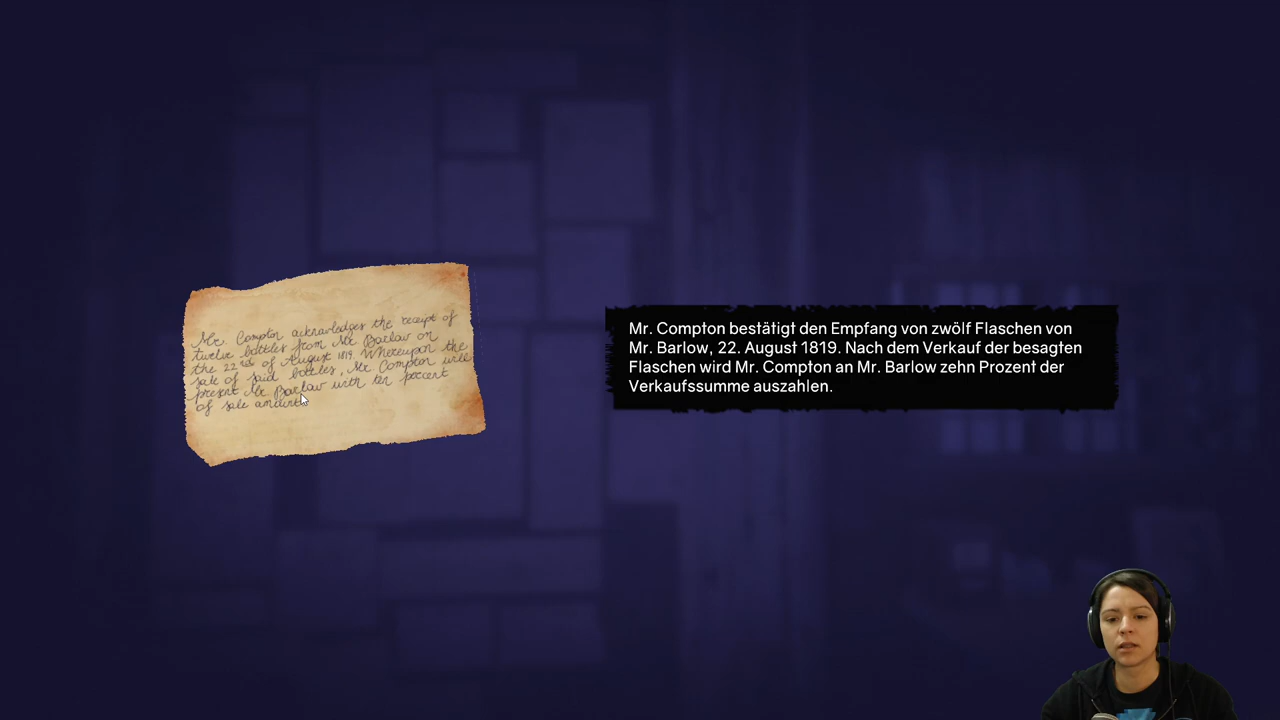 Mr. Compton acknowledges the receipt of
twelve bottles from Mr Barlow on
the 22nd of August 1819. Whereupon the
sale of said bottles, Mr Compton will
present Mr Barlow with ten percent
of sale amount
Mr. Compton bestätigt den Empfang von zwölf Flaschen von
Mr. Barlow, 22. August 1819. Nach dem Verkauf der besagten
Flaschen wird Mr. Compton an Mr. Barlow zehn Prozent der
Verkaufssumme auszahlen.